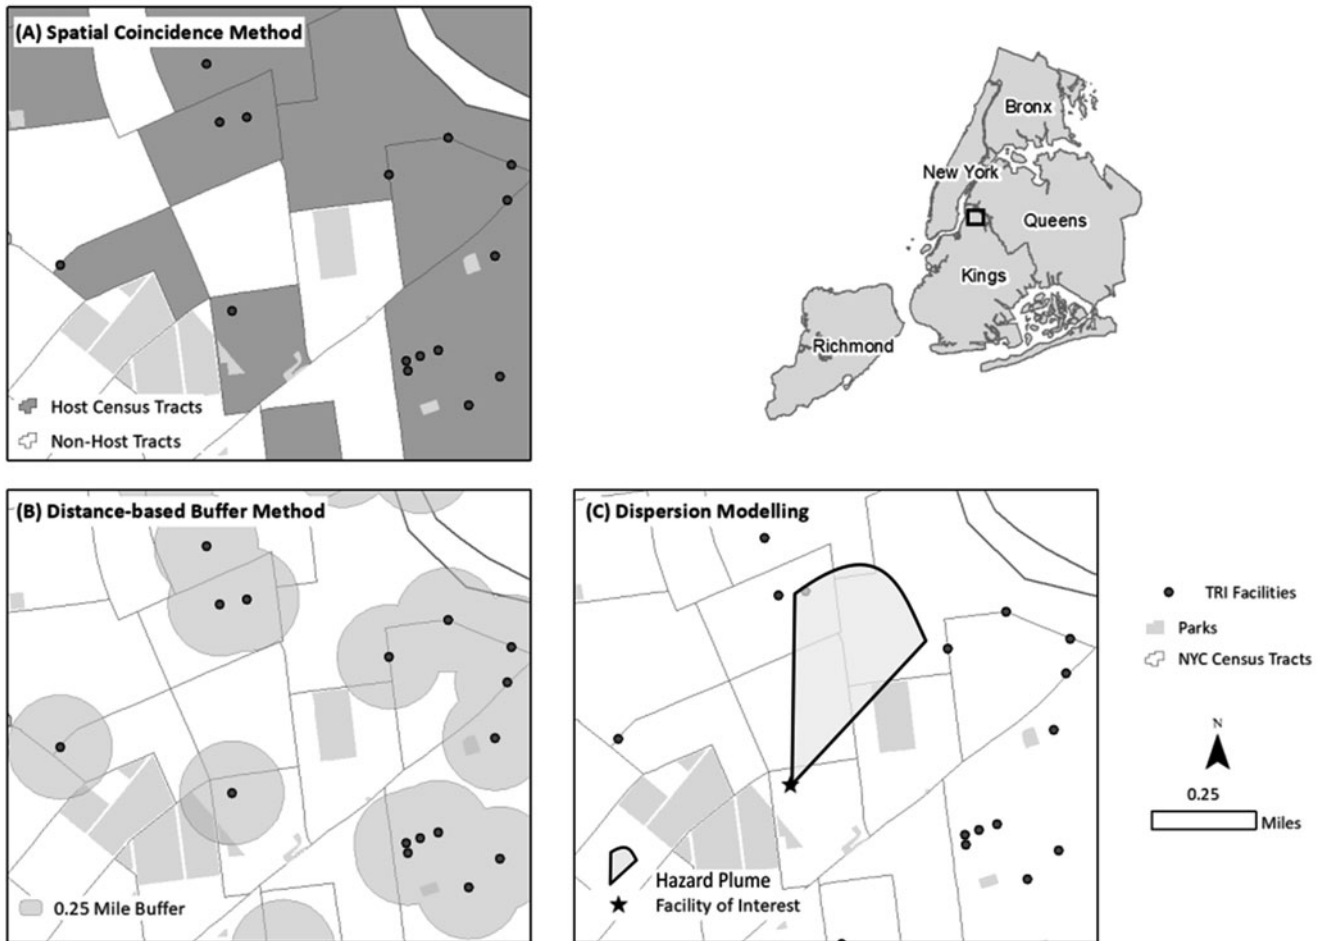 (A) Spatial Coincidence Method
Host Census Tracts
Non-Host Tracts
Bronx
New York
Queens
Kings
Richmond
(B) Distance-based Buffer Method
0.25 Mile Buffer
(C) Dispersion Modelling
Hazard Plume
Facility of Interest
TRI Facilities
Parks
NYC Census Tracts
N
0.25
Miles